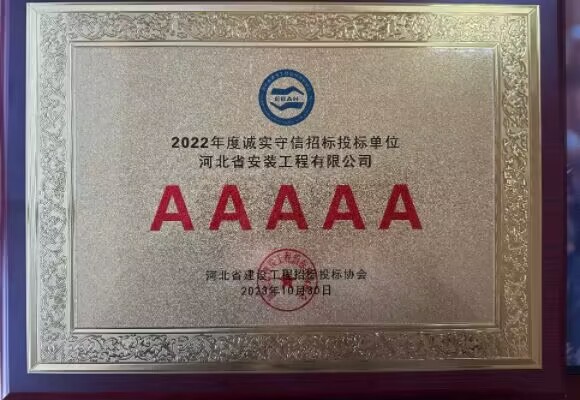 EBAH
2022年度诚实守信招标投标单位
河北省安装工程有限公司
AAAAA
河北省建设工程招标投标协会
2023年10月30日